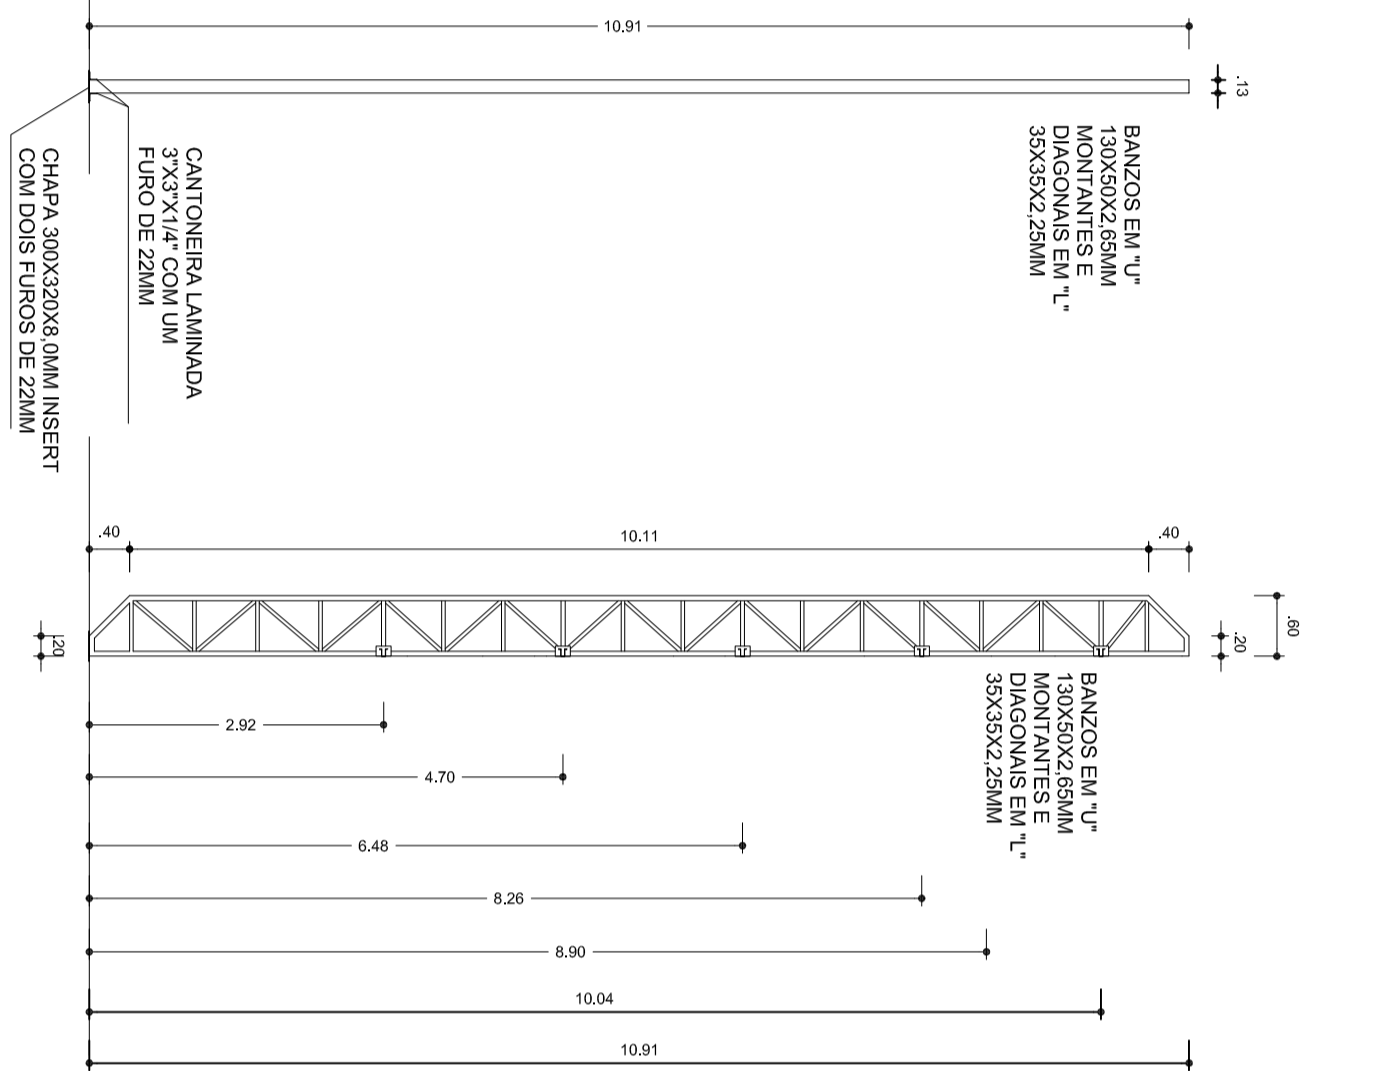 10.91
.13
BANZOS EM "U"
130X50X2,65MM
MONTANTES E
DIAGONAIS EM "L"
35X35X2,25MM
CANTONEIRA LAMINADA
3"X3"X1/4" COM UM
FURO DE 22MM
CHAPA 300X320X8,0MM INSERT
COM DOIS FUROS DE 22MM
.40
10.11
.40
.60
.20
.20
BANZOS EM "U"
130X50X2,65MM
MONTANTES E
DIAGONAIS EM "L"
35X35X2,25MM
2.92
4.70
6.48
8.26
8.90
10.04
10.91